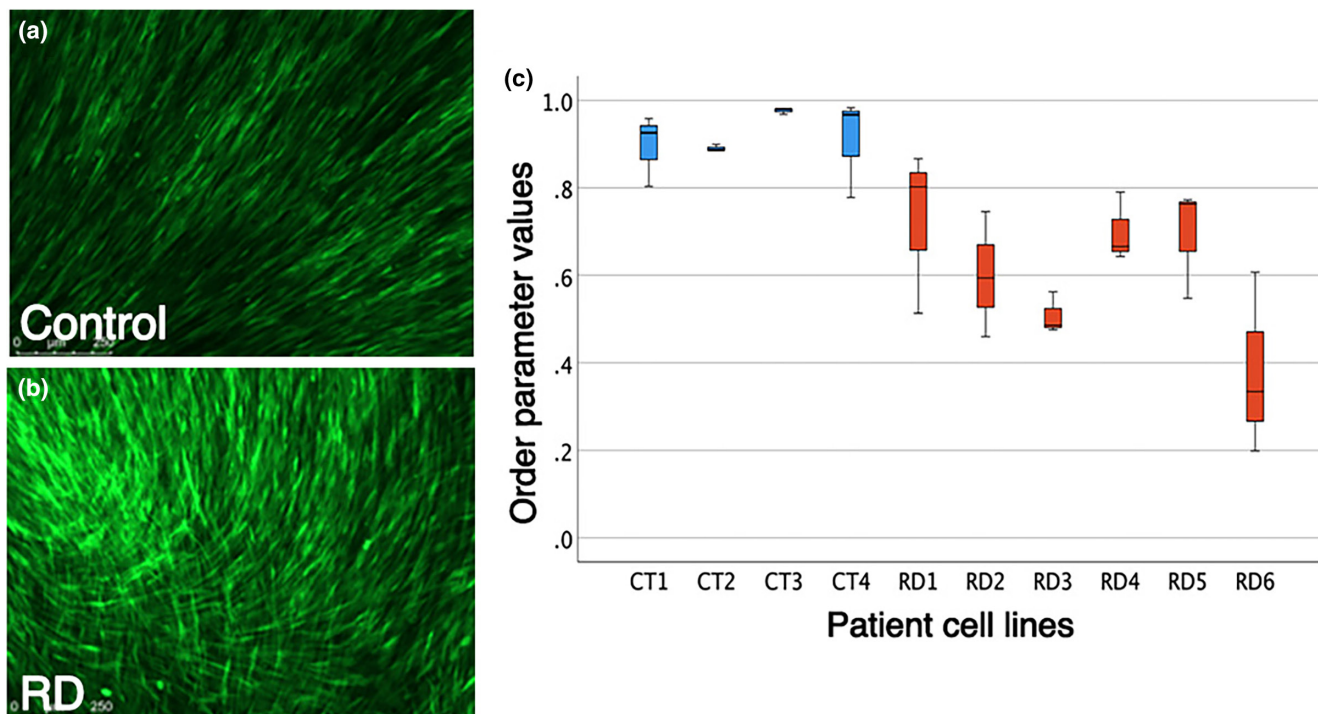 (a)
Control
0 µm 250
(b)
RD
0 250
(c)
Order parameter values
1.0
.8
.6
.4
.2
.0
CT1 CT2 CT3 CT4 RD1 RD2 RD3 RD4 RD5 RD6
Patient cell lines